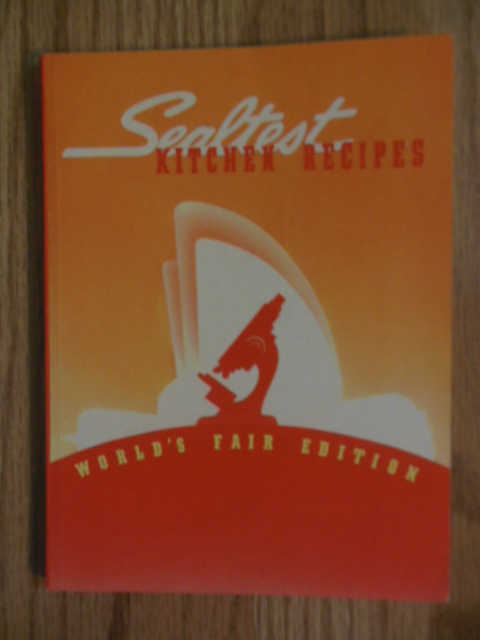 Sealtest
KITCHEN RECIPES
WORLD'S FAIR EDITION